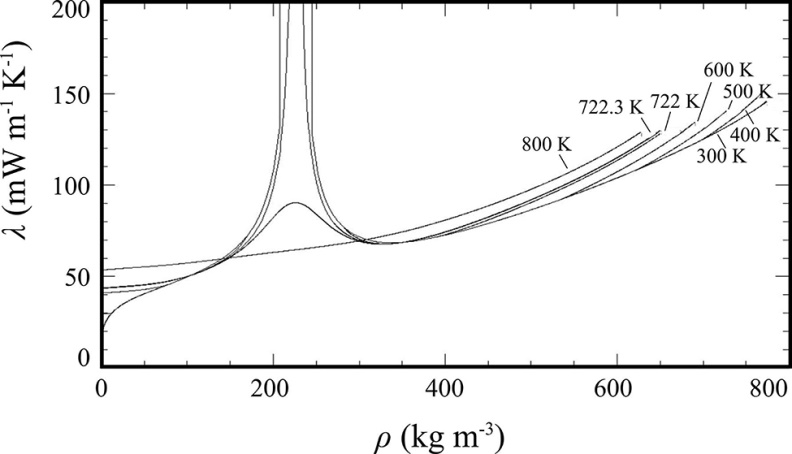 200
150
100
50
0
λ (mW m-1 K-1)
800 K
722.3 K
722 K
600 K
500 K
400 K
300 K
0 200 400 600 800
ρ (kg m-3)